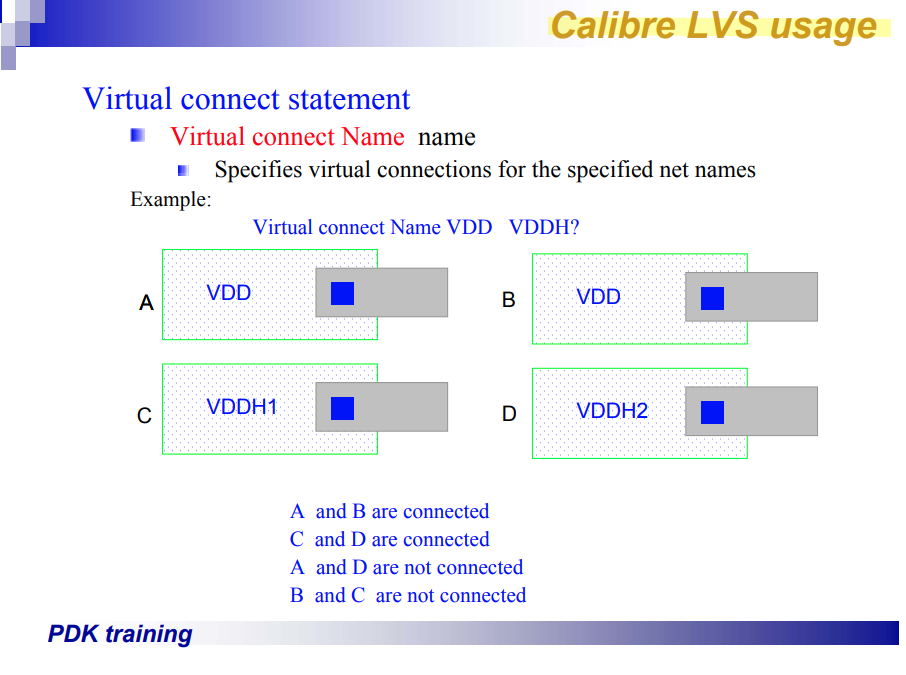 Calibre LVS usage
Virtual connect statement
Virtual connect Name name
Specifies virtual connections for the specified net names
Example:
Virtual connect Name VDD VDDH?
A VDD
B VDD
C VDDH1
D VDDH2
A and B are connected
C and D are connected
A and D are not connected
B and C are not connected
PDK training